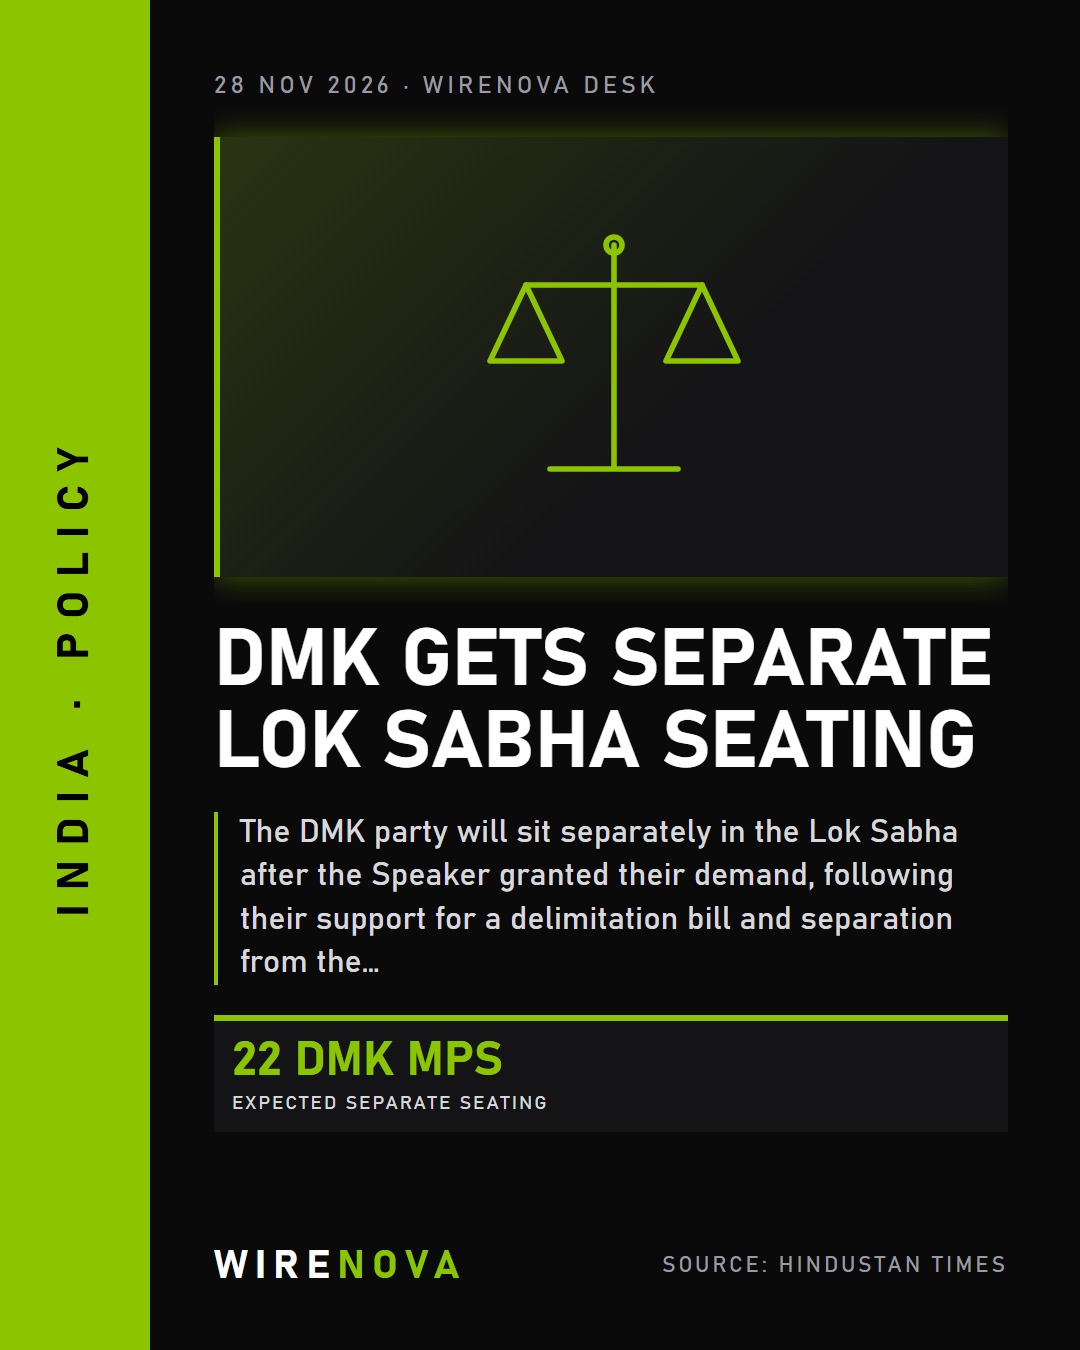 INDIA · POLICY
28 NOV 2026 · WIRENOVA DESK
DMK GETS SEPARATE
LOK SABHA SEATING
The DMK party will sit separately in the Lok Sabha
after the Speaker granted their demand, following
their support for a delimitation bill and separation
from the…
22 DMK MPS
EXPECTED SEPARATE SEATING
WIRENOVA
SOURCE: HINDUSTAN TIMES